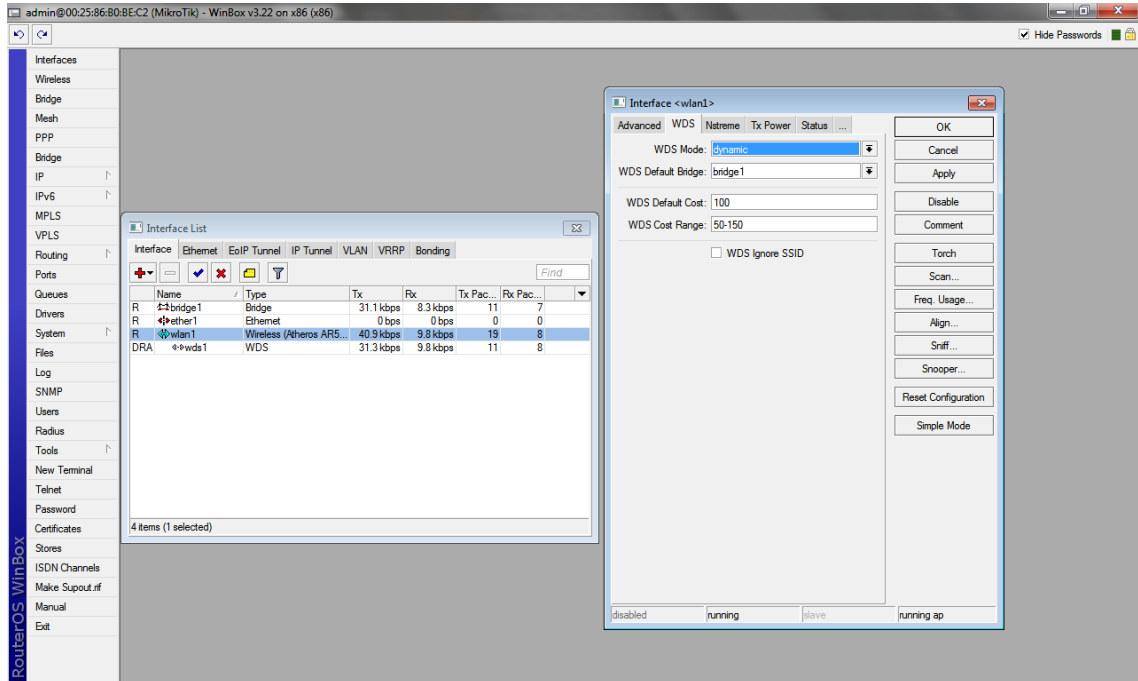 admin@00:25:86:B0:BE:C2 (MikroTik) - WinBox v3.22 on x86 (x86)
Hide Passwords
Interfaces
Wireless
Bridge
Mesh
PPP
Bridge
IP
IPv6
MPLS
VPLS
Routing
Ports
Queues
Drivers
System
Files
Log
SNMP
Users
Radius
Tools
New Terminal
Telnet
Password
Certificates
Stores
ISDN Channels
Make Supout.rif
Manual
Exit
RouterOS WinBox
Interface List
Interface Ethernet EoIP Tunnel IP Tunnel VLAN VRRP Bonding
Find
Name / Type Tx Rx Tx Pac... Rx Pac...
R bridge1 Bridge 31.1 kbps 8.3 kbps 11 7
R ether1 Ethernet 0 bps 0 bps 0 0
R wlan1 Wireless (Atheros AR5... 40.9 kbps 9.8 kbps 19 8
DRA wds1 WDS 31.3 kbps 9.8 kbps 11 8
4 items (1 selected)
Interface <wlan1>
Advanced WDS Nstreme Tx Power Status ...
WDS Mode: dynamic
WDS Default Bridge: bridge1
WDS Default Cost: 100
WDS Cost Range: 50-150
WDS Ignore SSID
OK
Cancel
Apply
Disable
Comment
Torch
Scan...
Freq. Usage...
Align...
Sniff...
Snooper...
Reset Configuration
Simple Mode
disabled running slave running ap